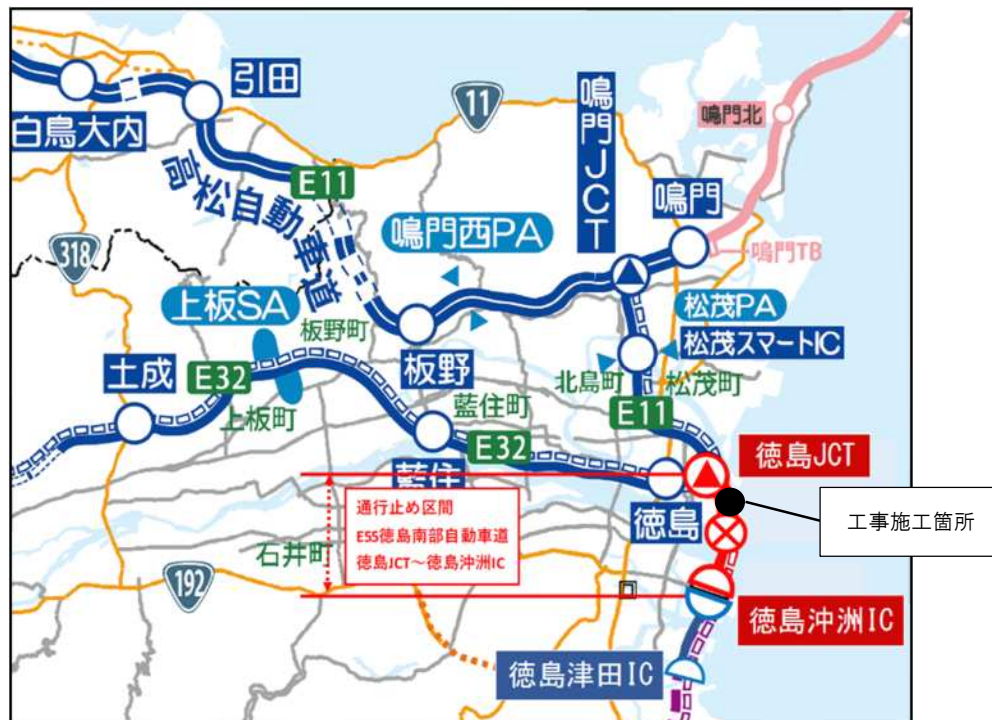 引田
白鳥大内
11
鳴門JCT
鳴門北
E11
高松自動車道
鳴門
鳴門西PA
鳴門TB
318
上板SA
板野町
松茂PA
松茂スマートIC
土成
E32
板野
北島町
松茂町
上板町
藍住町
E11
E32
徳島JCT
藍住
徳島
通行止め区間
E55徳島南部自動車道
徳島JCT～徳島沖洲IC
工事施工箇所
石井町
192
徳島沖洲IC
徳島津田IC